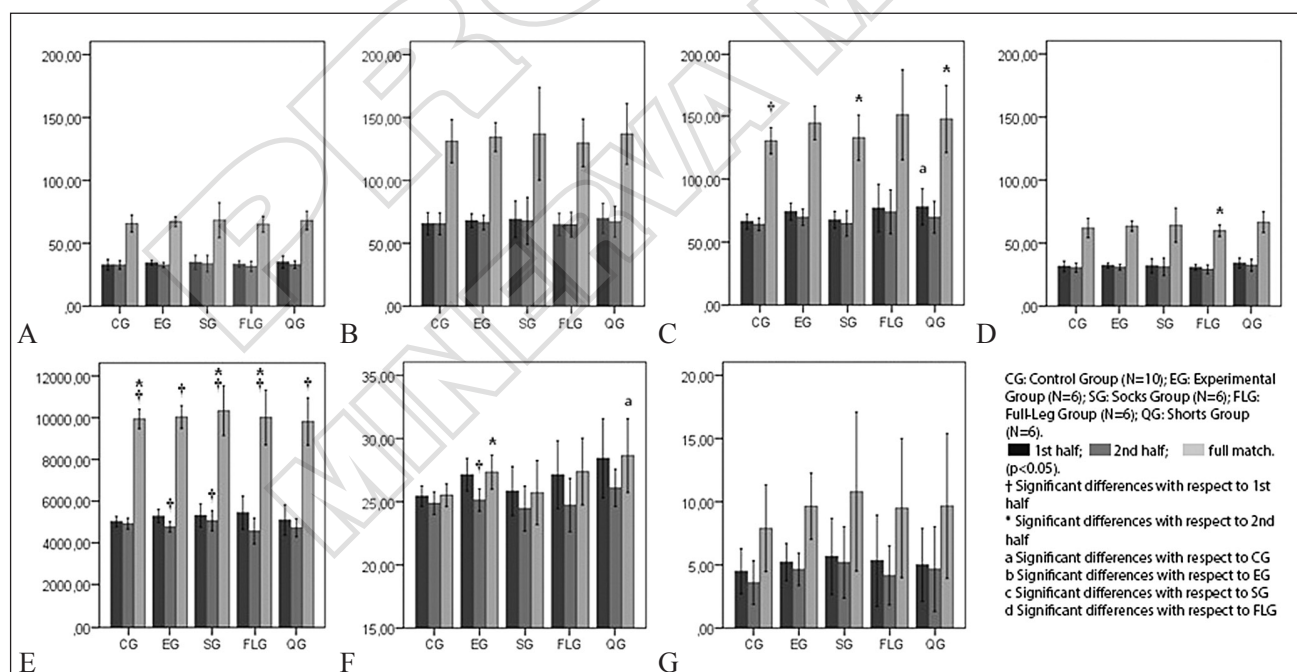 200,00
150,00
100,00
50,00
,00
CG EG SG FLG QG
A
200,00
150,00
100,00
50,00
,00
CG EG SG FLG QG
B
200,00
150,00
100,00
50,00
,00
† * a *
CG EG SG FLG QG
C
200,00
150,00
100,00
50,00
,00
*
CG EG SG FLG QG
D
12000,00
10000,00
8000,00
6000,00
4000,00
2000,00
,00
* * *
† † † † †
† †
CG EG SG FLG QG
E
35,00
30,00
25,00
20,00
15,00
† * a
CG EG SG FLG QG
F
20,00
15,00
10,00
5,00
,00
CG EG SG FLG QG
G
CG: Control Group (N=10); EG: Experimental
Group (N=6); SG: Socks Group (N=6); FLG:
Full-Leg Group (N=6); QG: Shorts Group
(N=6).
1st half; 2nd half; full match.
(p<0.05).
† Significant differences with respect to 1st
half
* Significant differences with respect to 2nd
half
a Significant differences with respect to CG
b Significant differences with respect to EG
c Significant differences with respect to SG
d Significant differences with respect to FLG
MINERVA M